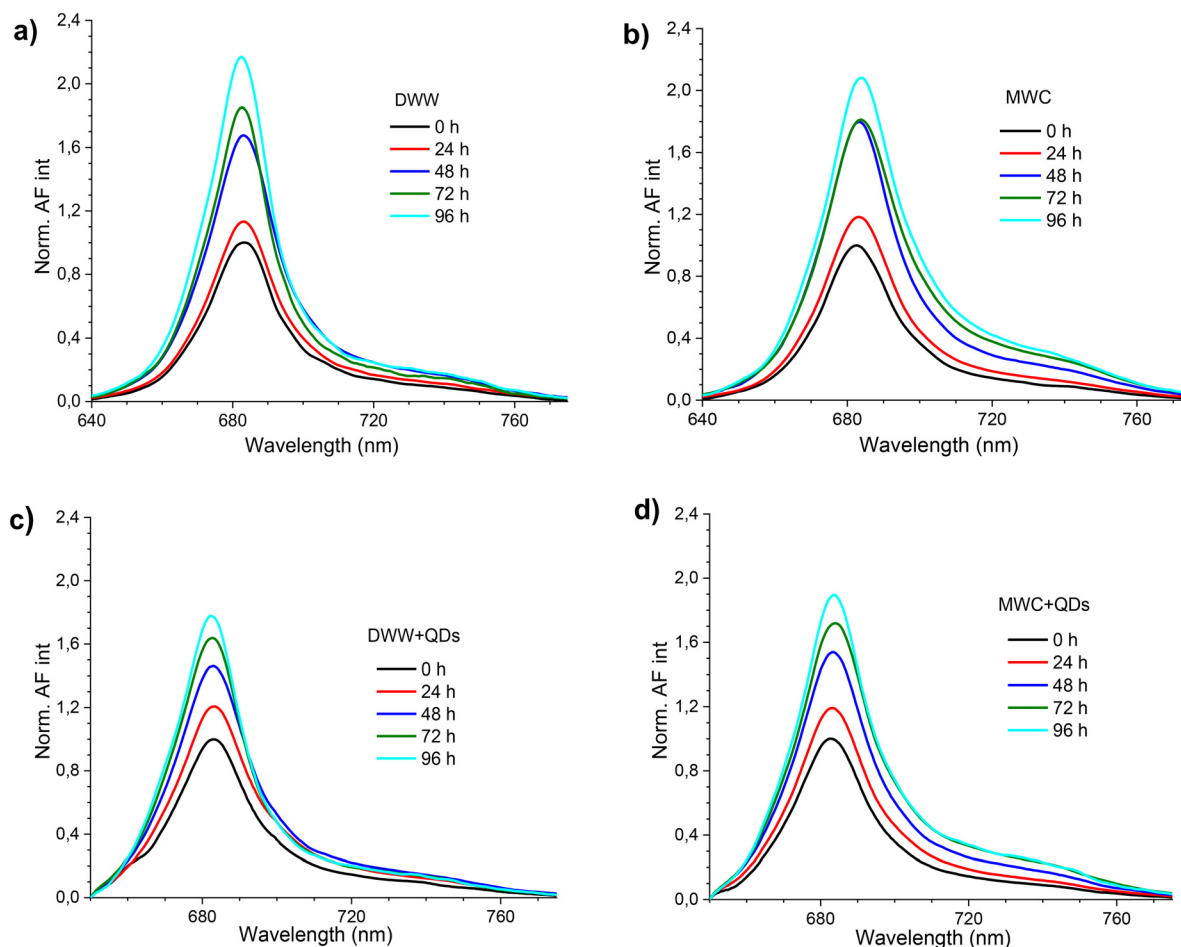 a)
Norm. AF int
2,4
2,0
1,6
1,2
0,8
0,4
0,0
DWW
0 h
24 h
48 h
72 h
96 h
640 680 720 760
Wavelength (nm)
b)
Norm. AF int
2,4
2,0
1,6
1,2
0,8
0,4
0,0
MWC
0 h
24 h
48 h
72 h
96 h
640 680 720 760
Wavelength (nm)
c)
Norm. AF int
2,4
2,0
1,6
1,2
0,8
0,4
0,0
DWW+QDs
0 h
24 h
48 h
72 h
96 h
680 720 760
Wavelength (nm)
d)
Norm. AF int
2,4
2,0
1,6
1,2
0,8
0,4
0,0
MWC+QDs
0 h
24 h
48 h
72 h
96 h
680 720 760
Wavelength (nm)